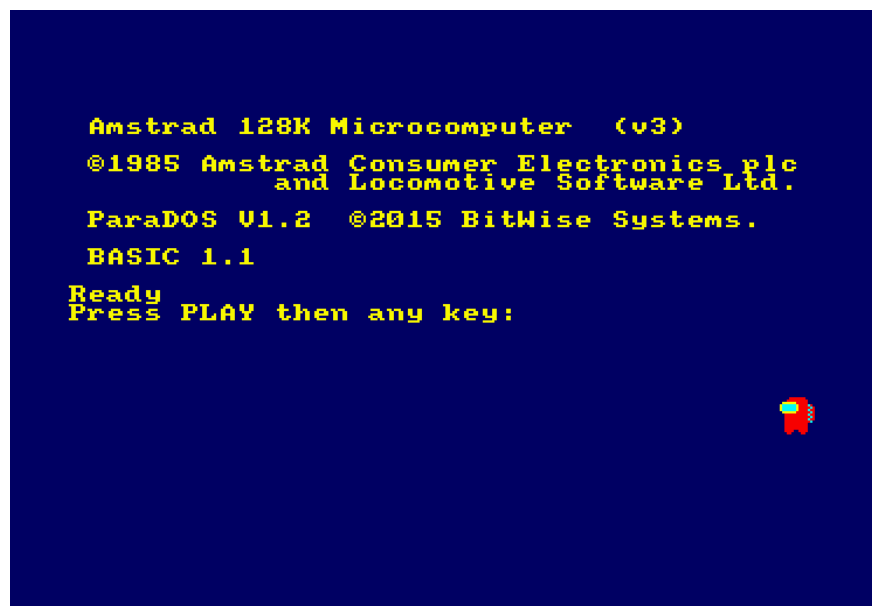 Amstrad 128K Microcomputer (v3)
©1985 Amstrad Consumer Electronics plc
and Locomotive Software Ltd.
ParaDOS V1.2 ©2015 BitWise Systems.
BASIC 1.1
Ready
Press PLAY then any key: